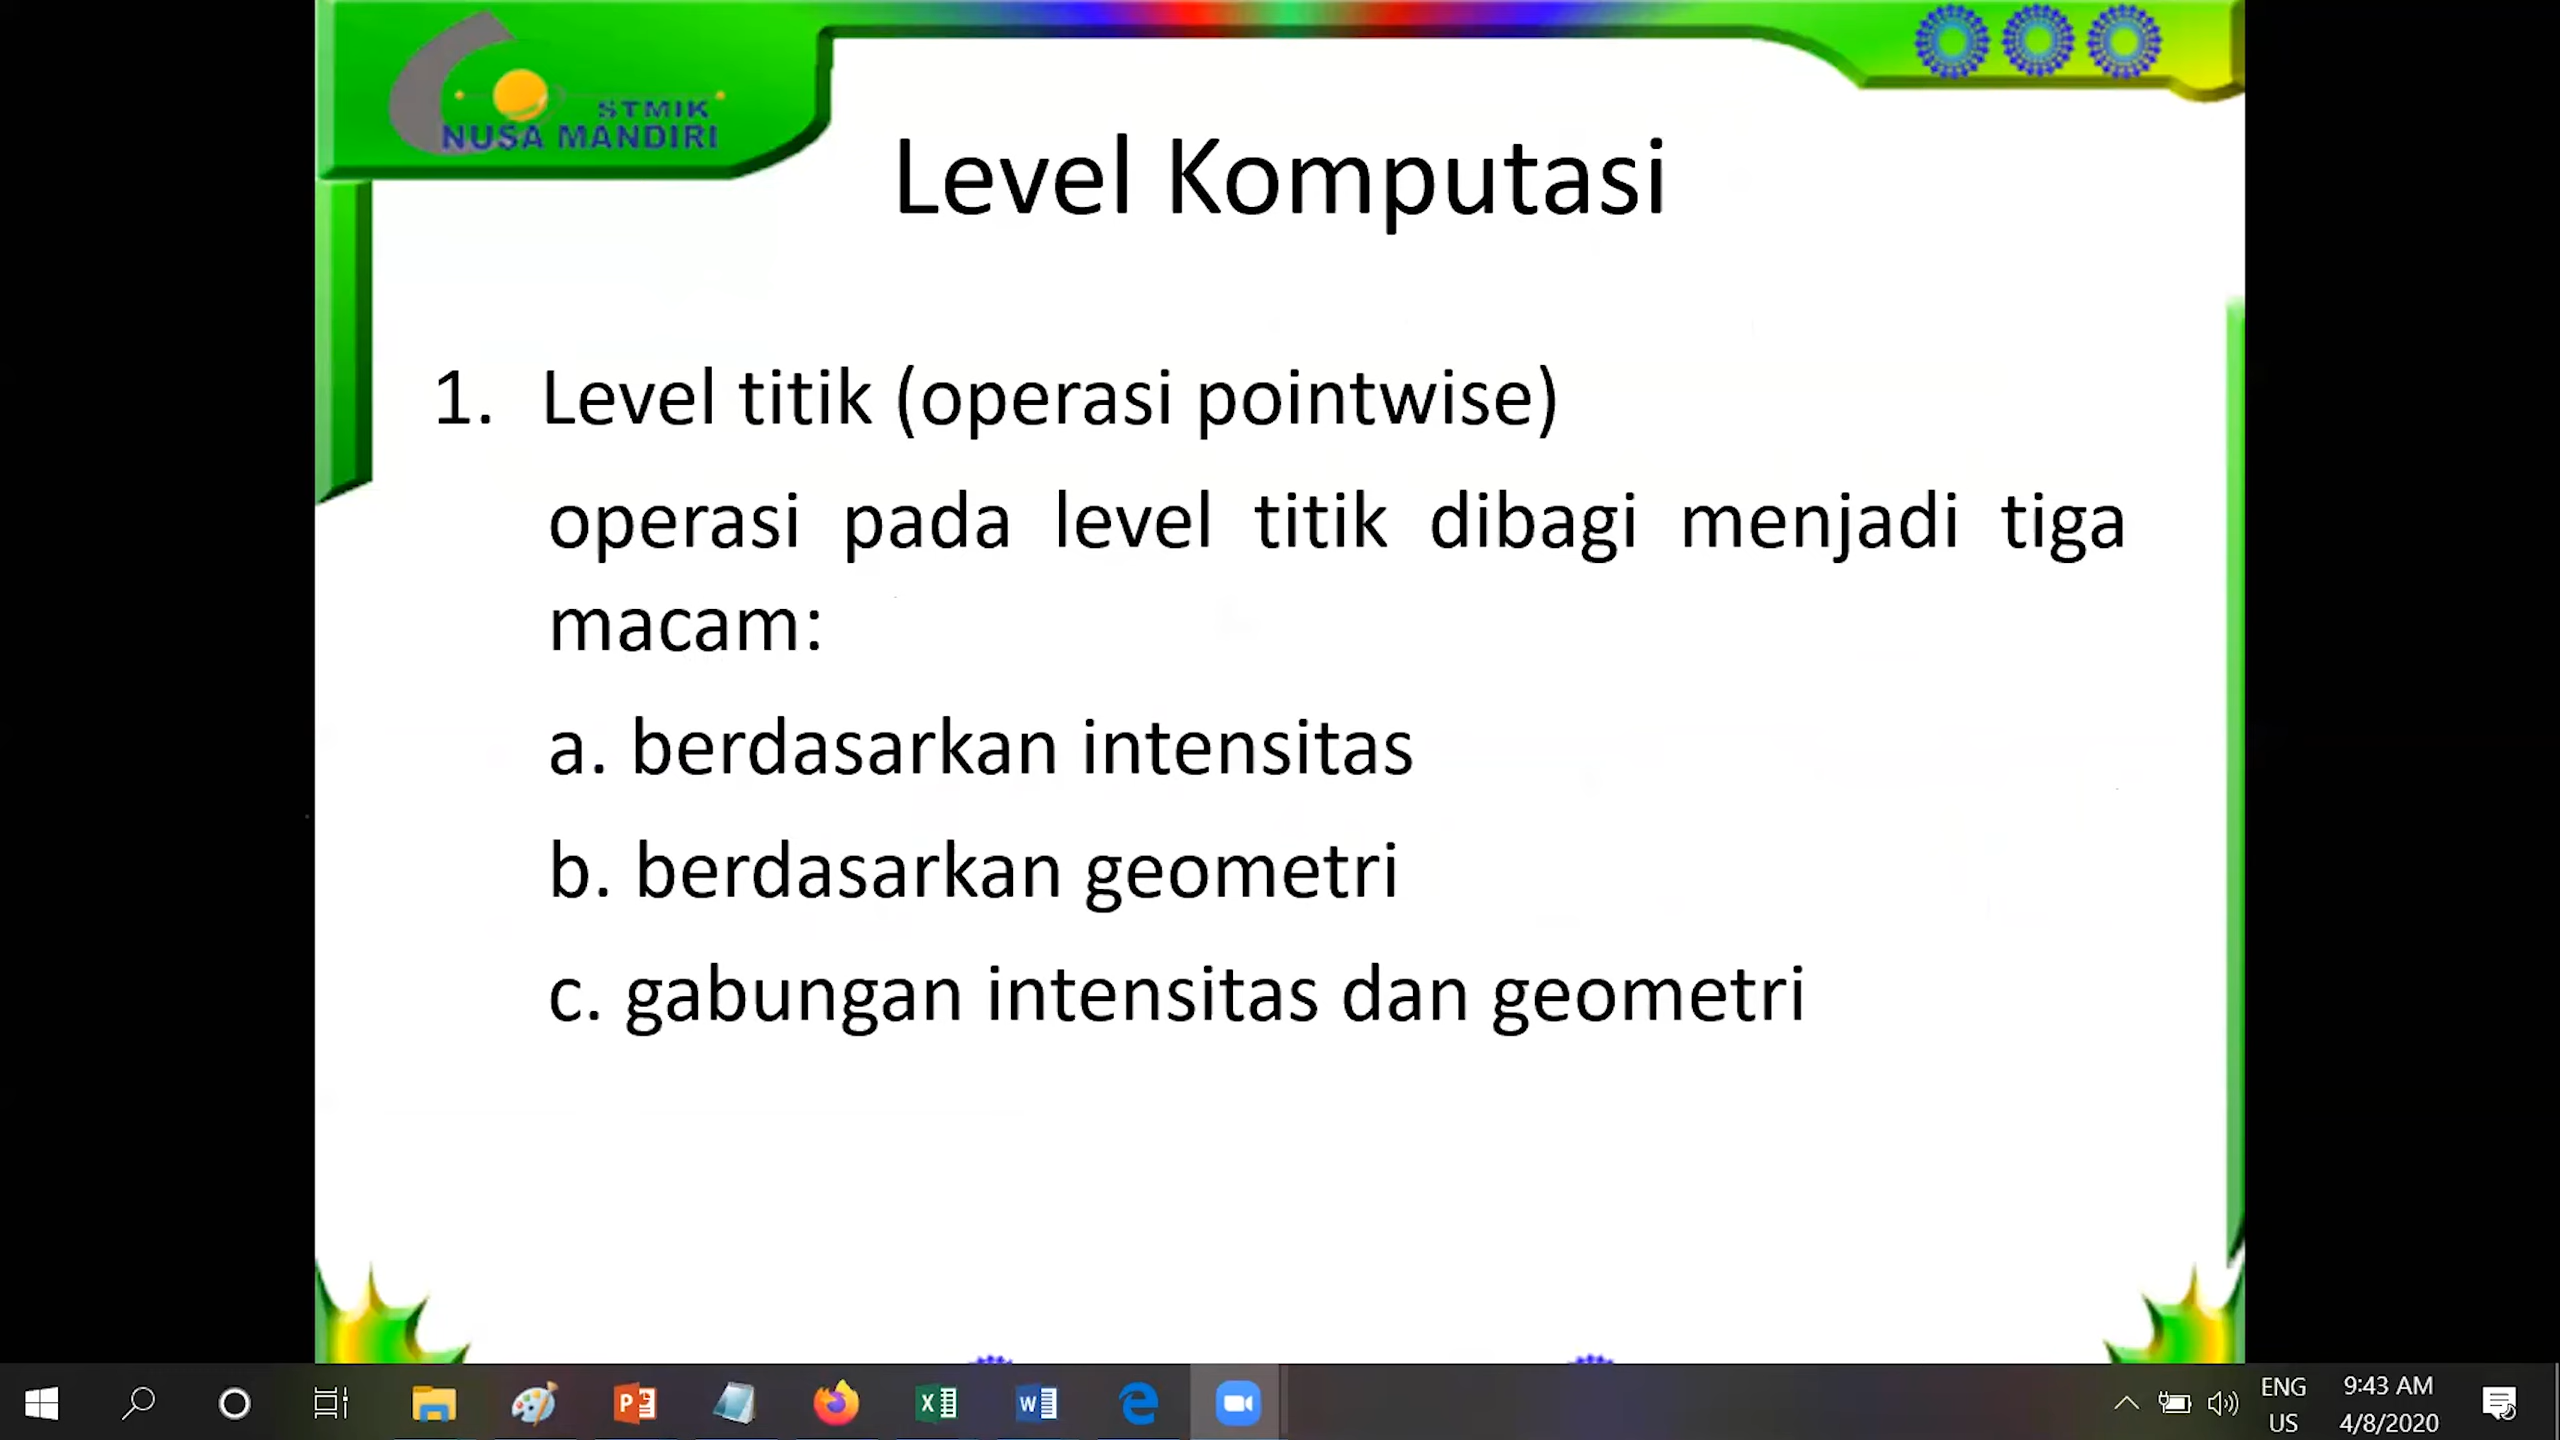 STMIK
NUSA MANDIRI
Level Komputasi
1. Level titik (operasi pointwise)
operasi pada level titik dibagi menjadi tiga
macam:
a. berdasarkan intensitas
b. berdasarkan geometri
c. gabungan intensitas dan geometri
ENG
US
9:43 AM
4/8/2020